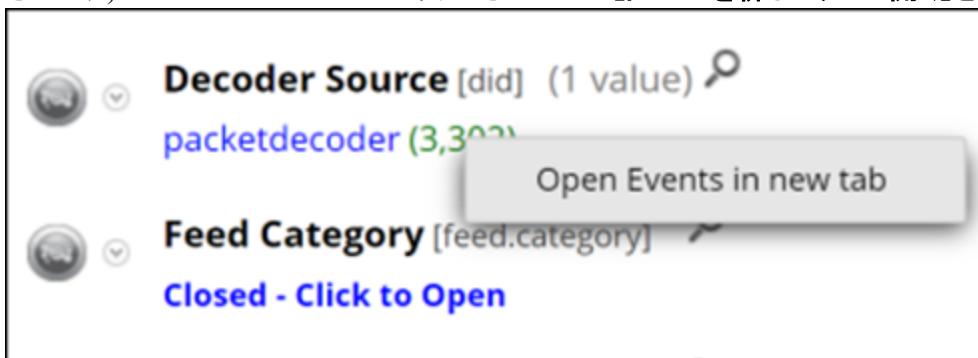 Decoder Source [did] (1 value)
packetdecoder
Open Events in new tab
Feed Category [feed.category]
Closed - Click to Open